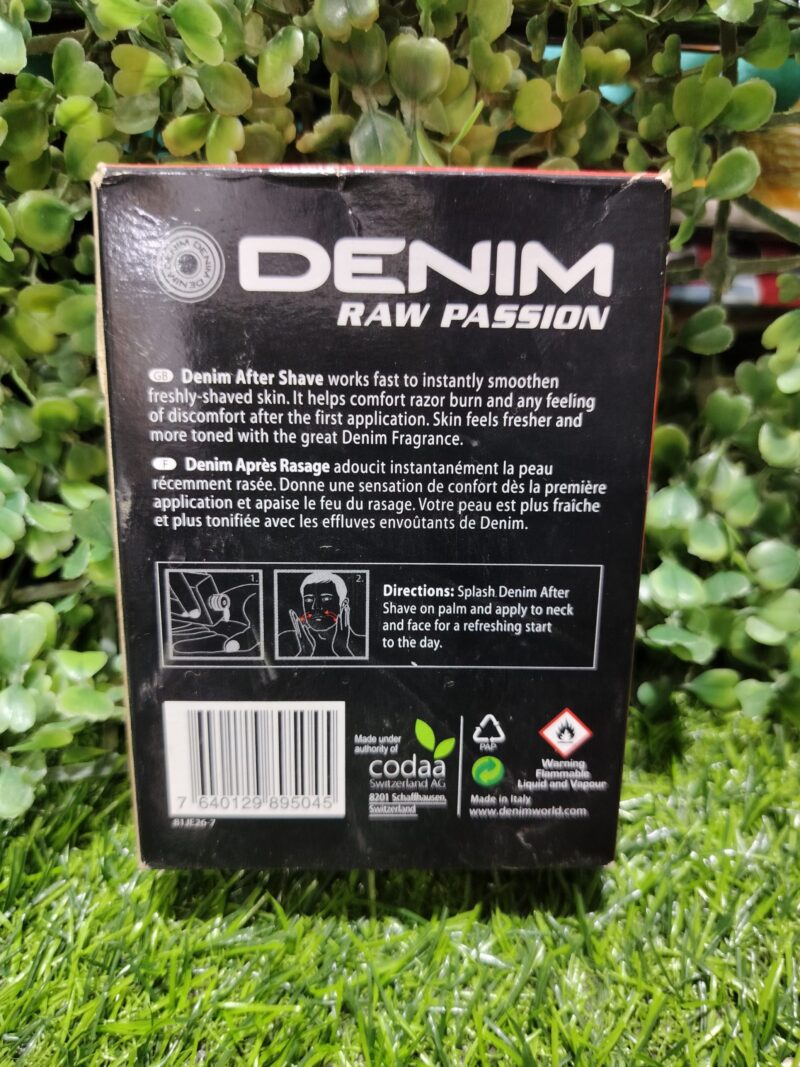 DENIM DENIM DENIM
DENIM
RAW PASSION
GB Denim After Shave works fast to instantly smoothen
freshly-shaved skin. It helps comfort razor burn and any feeling
of discomfort after the first application. Skin feels fresher and
more toned with the great Denim Fragrance.
F Denim Après Rasage adoucit instantanément la peau
récemment rasée. Donne une sensation de confort dès la première
application et apaise le feu du rasage. Votre peau est plus fraîche
et plus tonifiée avec les effluves envoûtants de Denim.
1.
2.
Directions: Splash Denim After
Shave on palm and apply to neck
and face for a refreshing start
to the day.
7 640129 895045
81JE26-7
Made under
authority of
codaa
Switzerland AG
8201 Schaffhausen,
Switzerland
PAP
Warning
Flammable
Liquid and Vapour
Made in Italy
www.denimworld.com